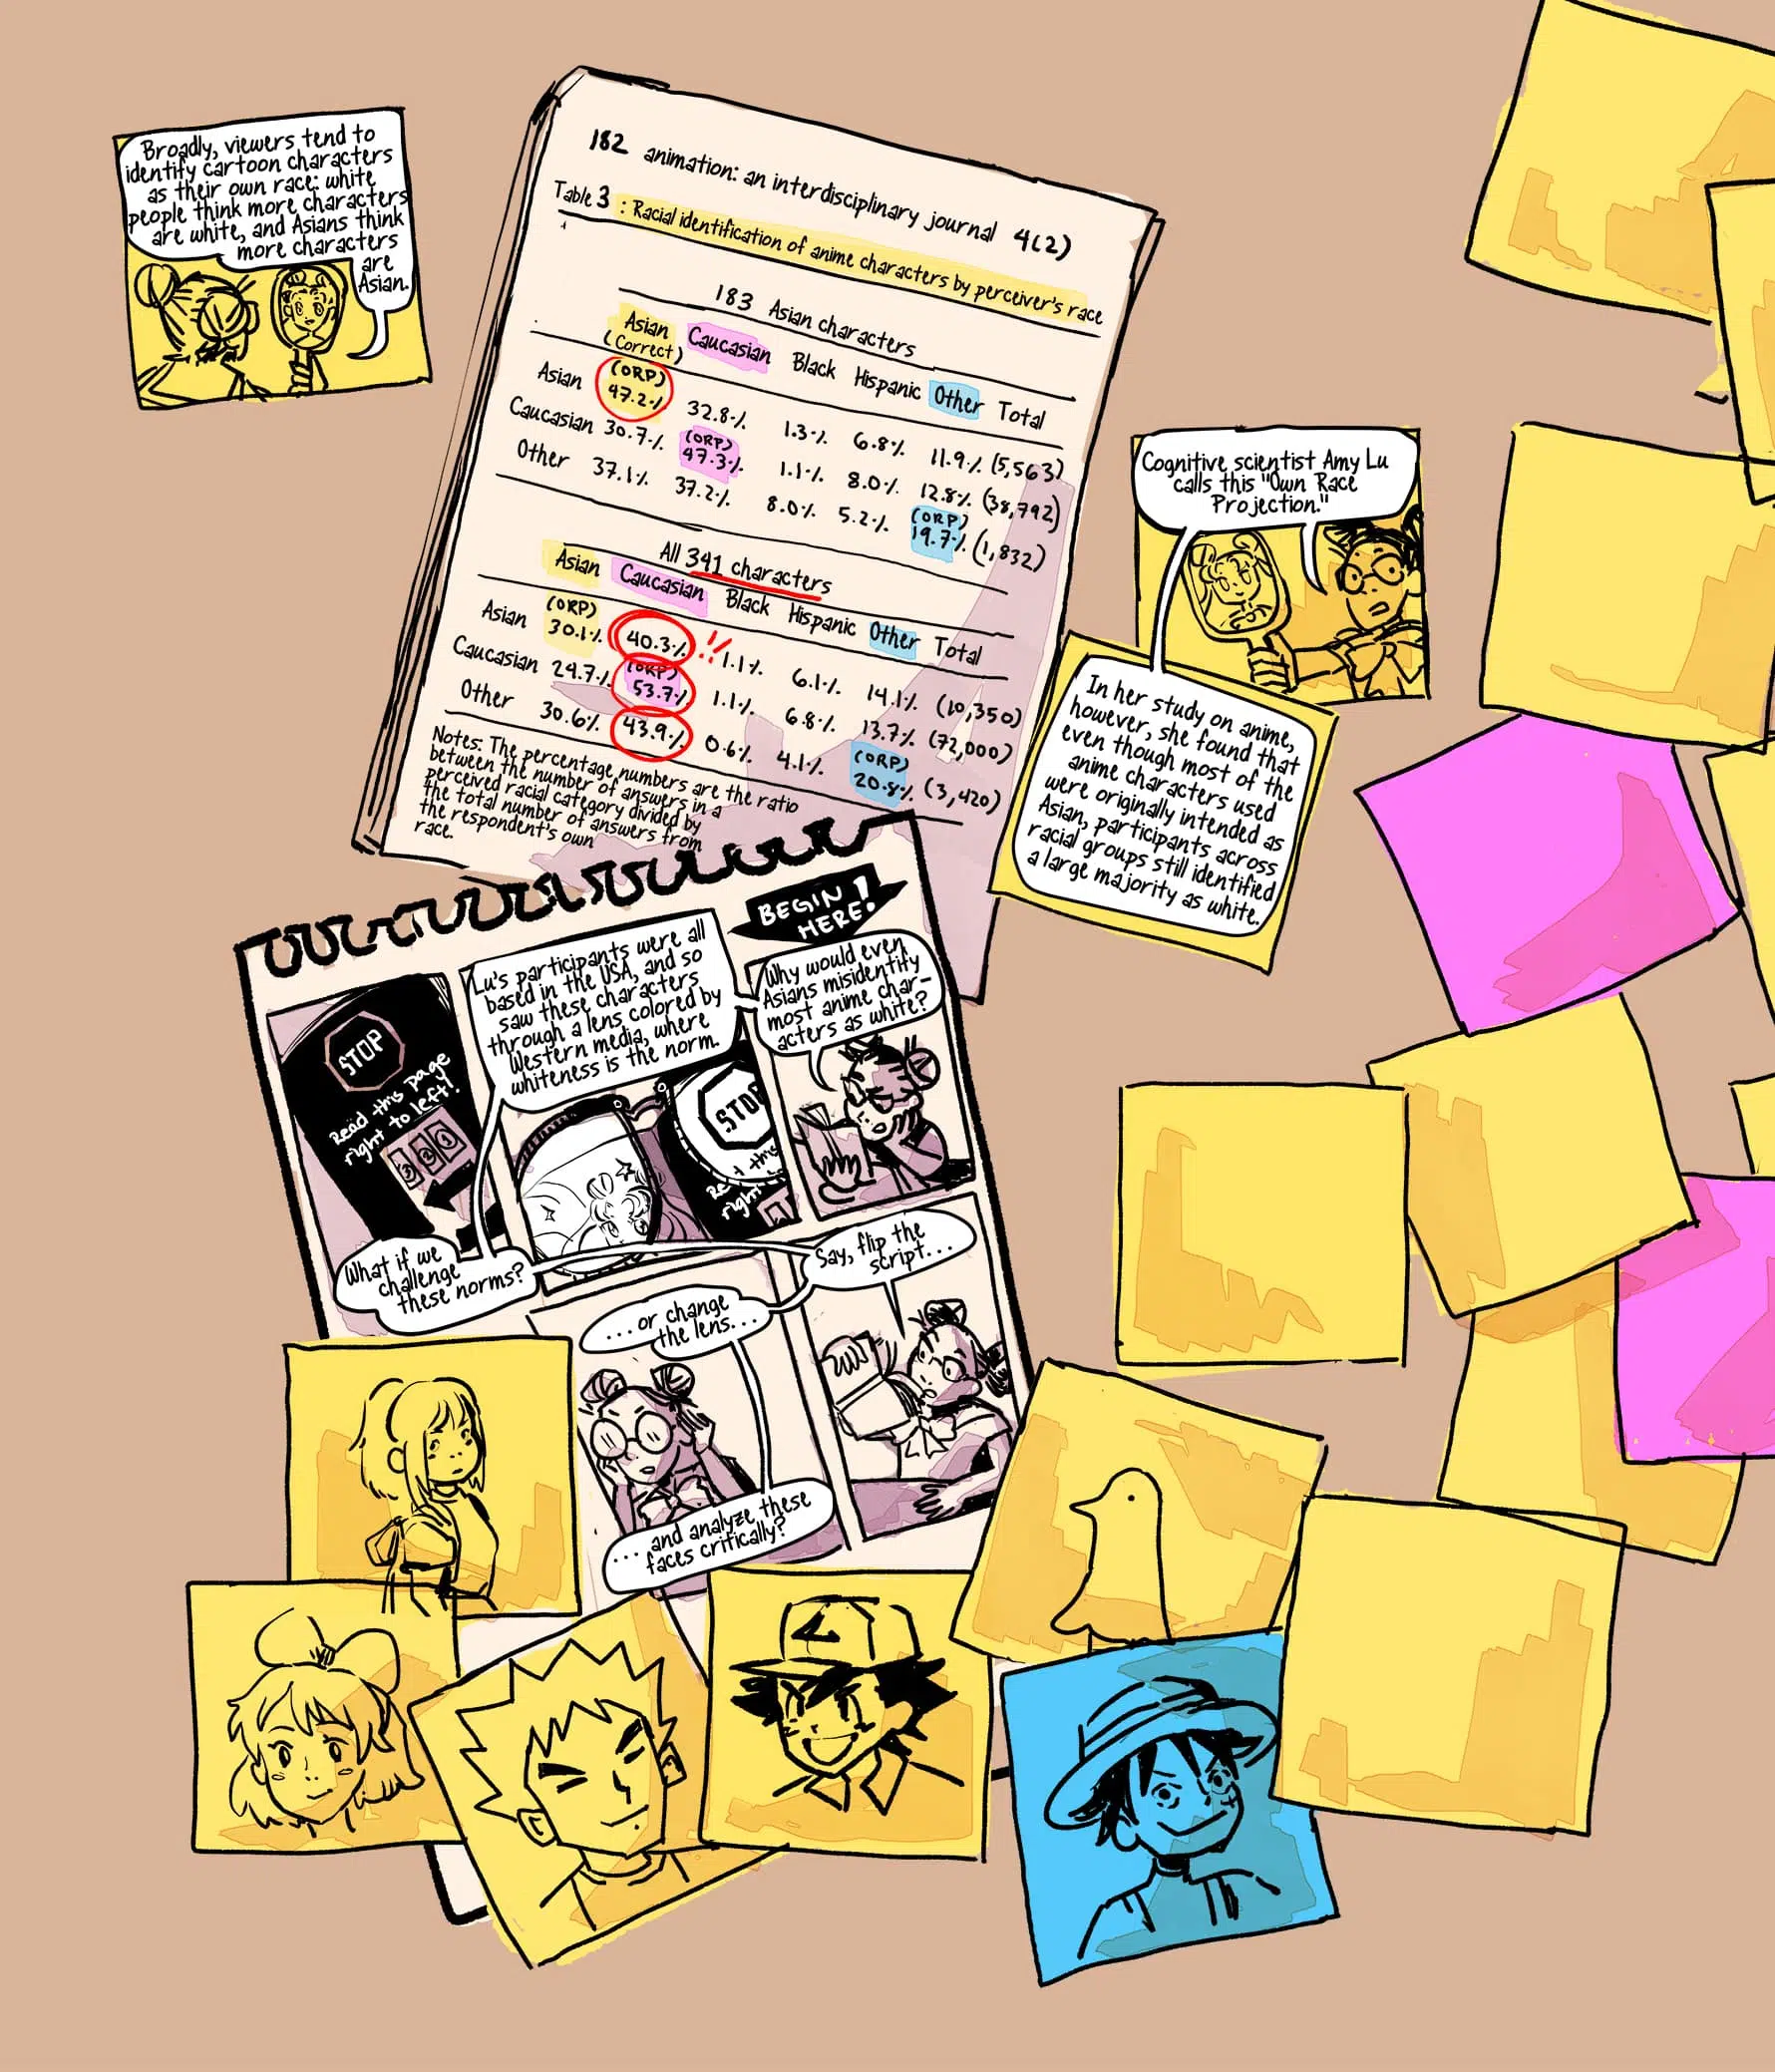 Broadly, viewers tend to
identify cartoon characters
as their own race: white
people think more characters
are white, and Asians think
more characters
are
Asian.
182 animation: an interdisciplinary journal 4(2)
Table 3 : Racial identification of anime characters by perceiver's race
183 Asian characters
Asian (Correct) Caucasian Black Hispanic Other Total
Asian (ORP) 47.2% 32.8% 1.3% 6.8% 11.9% (5,563)
Caucasian 30.7% (ORP) 47.3% 1.1% 8.0% 12.8% (38,792)
Other 37.1% 37.2% 8.0% 5.2% (ORP) 19.7% (1,832)
All 341 characters
Asian Caucasian Black Hispanic Other Total
Asian (ORP) 30.1% 40.3% !! 1.1% 6.1% 14.1% (10,350)
Caucasian 29.7% (ORP) 53.7% 1.1% 6.8% 13.7% (72,000)
Other 30.6% 43.9% 0.6% 4.1% (ORP) 20.8% (3,420)
Notes: The percentage numbers are the ratio
between the number of answers in a
perceived racial category divided by
the total number of answers from
the respondent's own
race.
Cognitive scientist Amy Lu
calls this "Own Race
Projection."
In her study on anime,
however, she found that
even though most of the
anime characters used
were originally intended as
Asian, participants across
racial groups still identified
a large majority as white.
BEGIN
HERE!
Why would even
Asians misidentify
most anime char-
acters as white?
Lu's participants were all
based in the USA, and so
saw these characters
through a lens colored by
Western media, where
whiteness is the norm.
STOP
Read this
right
STOP
Read this page
right to left!
3 2 1
What if we
challenge
these norms?
Say, flip the
script...
...or change
the lens...
...and analyze these
faces critically?